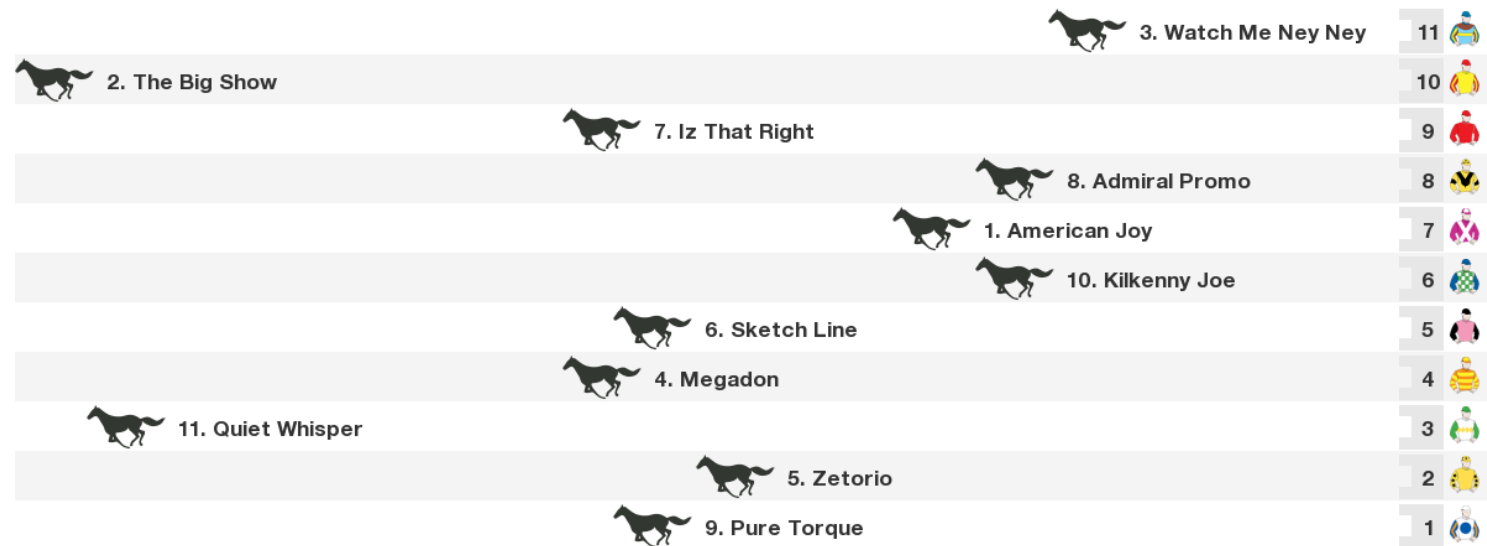 3. Watch Me Ney Ney 11
2. The Big Show 10
7. Iz That Right 9
8. Admiral Promo 8
1. American Joy 7
10. Kilkenny Joe 6
6. Sketch Line 5
4. Megadon 4
11. Quiet Whisper 3
5. Zetorio 2
9. Pure Torque 1